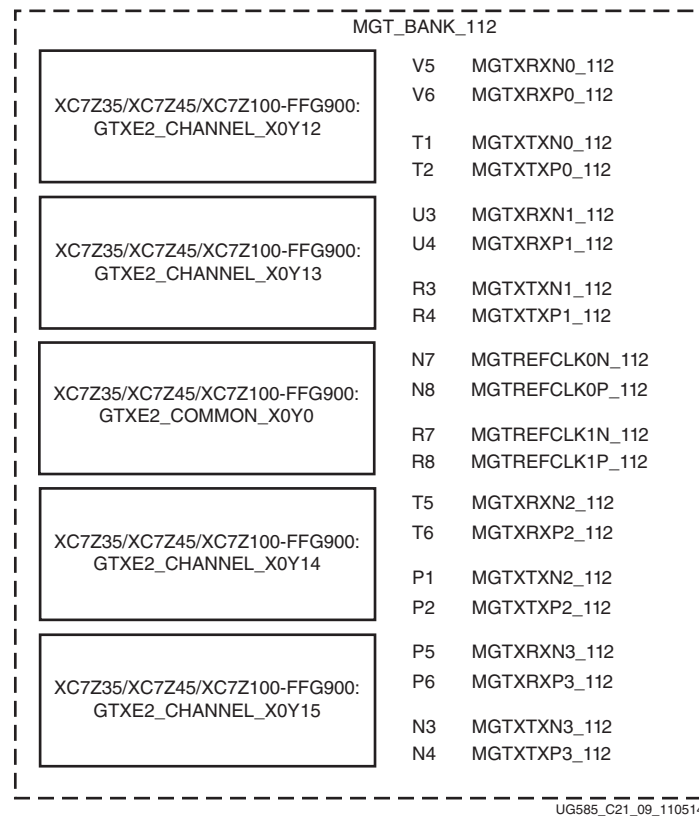 MGT_BANK_112
XC7Z35/XC7Z45/XC7Z100-FFG900:
GTXE2_CHANNEL_X0Y12
V5 MGTXRXN0_112
V6 MGTXRXP0_112
T1 MGTXTXN0_112
T2 MGTXTXP0_112
XC7Z35/XC7Z45/XC7Z100-FFG900:
GTXE2_CHANNEL_X0Y13
U3 MGTXRXN1_112
U4 MGTXRXP1_112
R3 MGTXTXN1_112
R4 MGTXTXP1_112
XC7Z35/XC7Z45/XC7Z100-FFG900:
GTXE2_COMMON_X0Y0
N7 MGTREFCLK0N_112
N8 MGTREFCLK0P_112
R7 MGTREFCLK1N_112
R8 MGTREFCLK1P_112
XC7Z35/XC7Z45/XC7Z100-FFG900:
GTXE2_CHANNEL_X0Y14
T5 MGTXRXN2_112
T6 MGTXRXP2_112
P1 MGTXTXN2_112
P2 MGTXTXP2_112
XC7Z35/XC7Z45/XC7Z100-FFG900:
GTXE2_CHANNEL_X0Y15
P5 MGTXRXN3_112
P6 MGTXRXP3_112
N3 MGTXTXN3_112
N4 MGTXTXP3_112
UG585_C21_09_110514